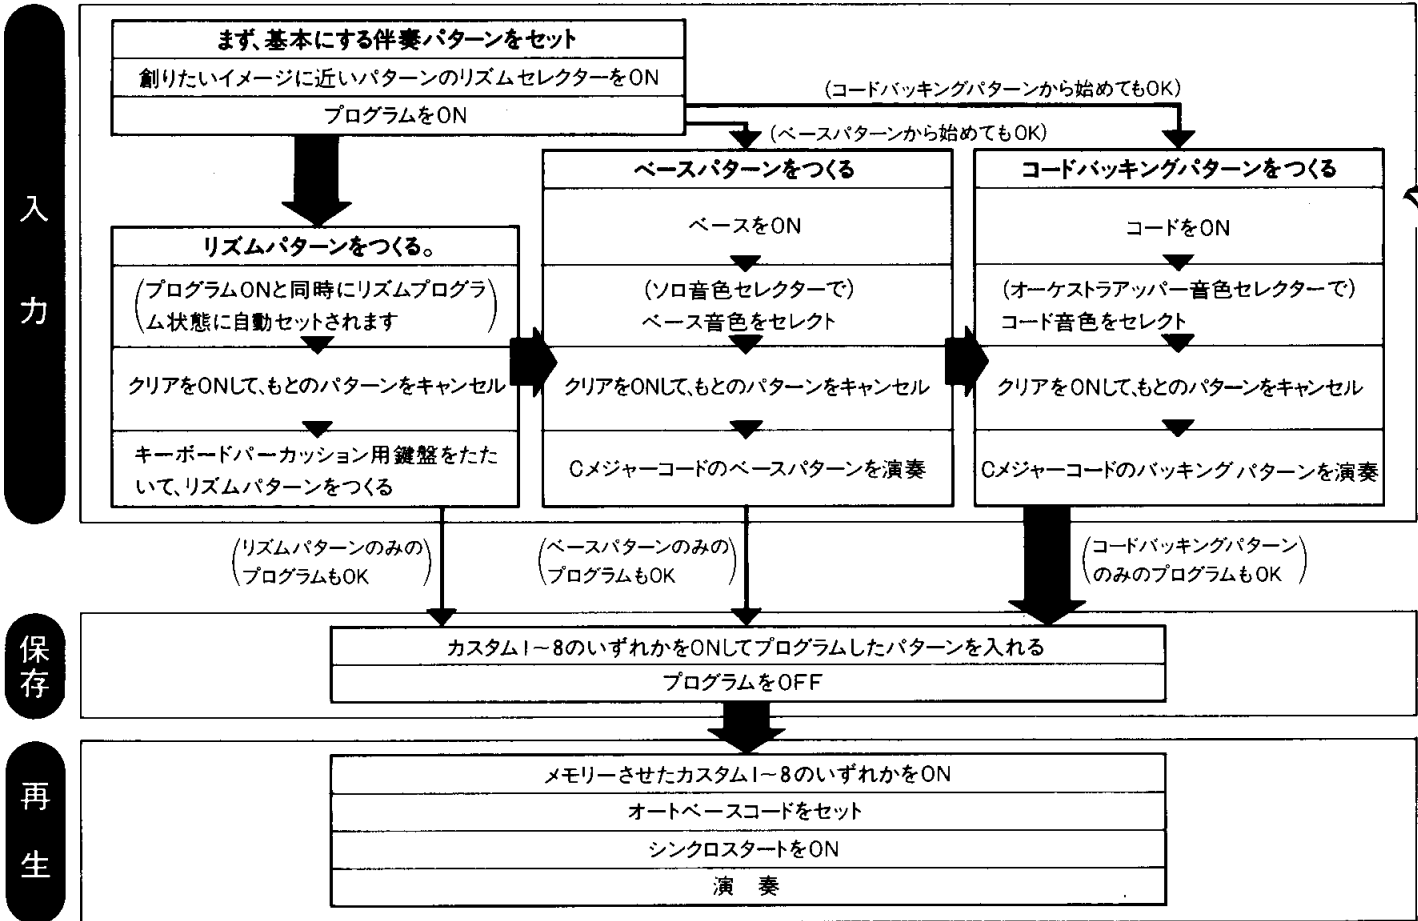 入力
まず、基本にする伴奏パターンをセット
創りたいイメージに近いパターンのリズムセレクターをON
プログラムをON
(コードバッキングパターンから始めてもOK)
(ベースパターンから始めてもOK)
リズムパターンをつくる。
(プログラムONと同時にリズムプログラ
ム状態に自動セットされます)
クリアをONして、もとのパターンをキャンセル
キーボードパーカッション用鍵盤をたた
いて、リズムパターンをつくる
ベースパターンをつくる
ベースをON
(ソロ音色セレクターで)
ベース音色をセレクト
クリアをONして、もとのパターンをキャンセル
Cメジャーコードのベースパターンを演奏
コードバッキングパターンをつくる
コードをON
(オーケストラアッパー音色セレクターで)
コード音色をセレクト
クリアをONして、もとのパターンをキャンセル
Cメジャーコードのバッキングパターンを演奏
(リズムパターンのみの
プログラムもOK)
(ベースパターンのみの
プログラムもOK)
(コードバッキングパターン
のみのプログラムもOK)
保存
カスタム1~8のいずれかをONしてプログラムしたパターンを入れる
プログラムをOFF
再生
メモリーさせたカスタム1~8のいずれかをON
オートベースコードをセット
シンクロスタートをON
演 奏